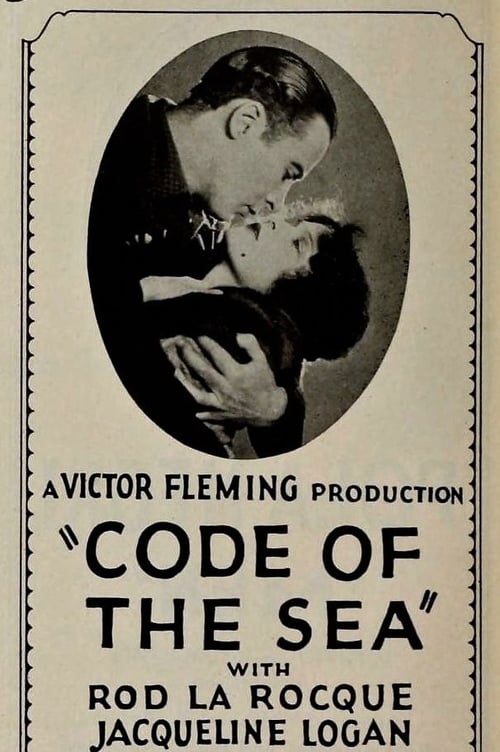 A VICTOR FLEMING PRODUCTION
"CODE OF
THE SEA"
WITH
ROD LA ROCQUE
JACQUELINE LOGAN